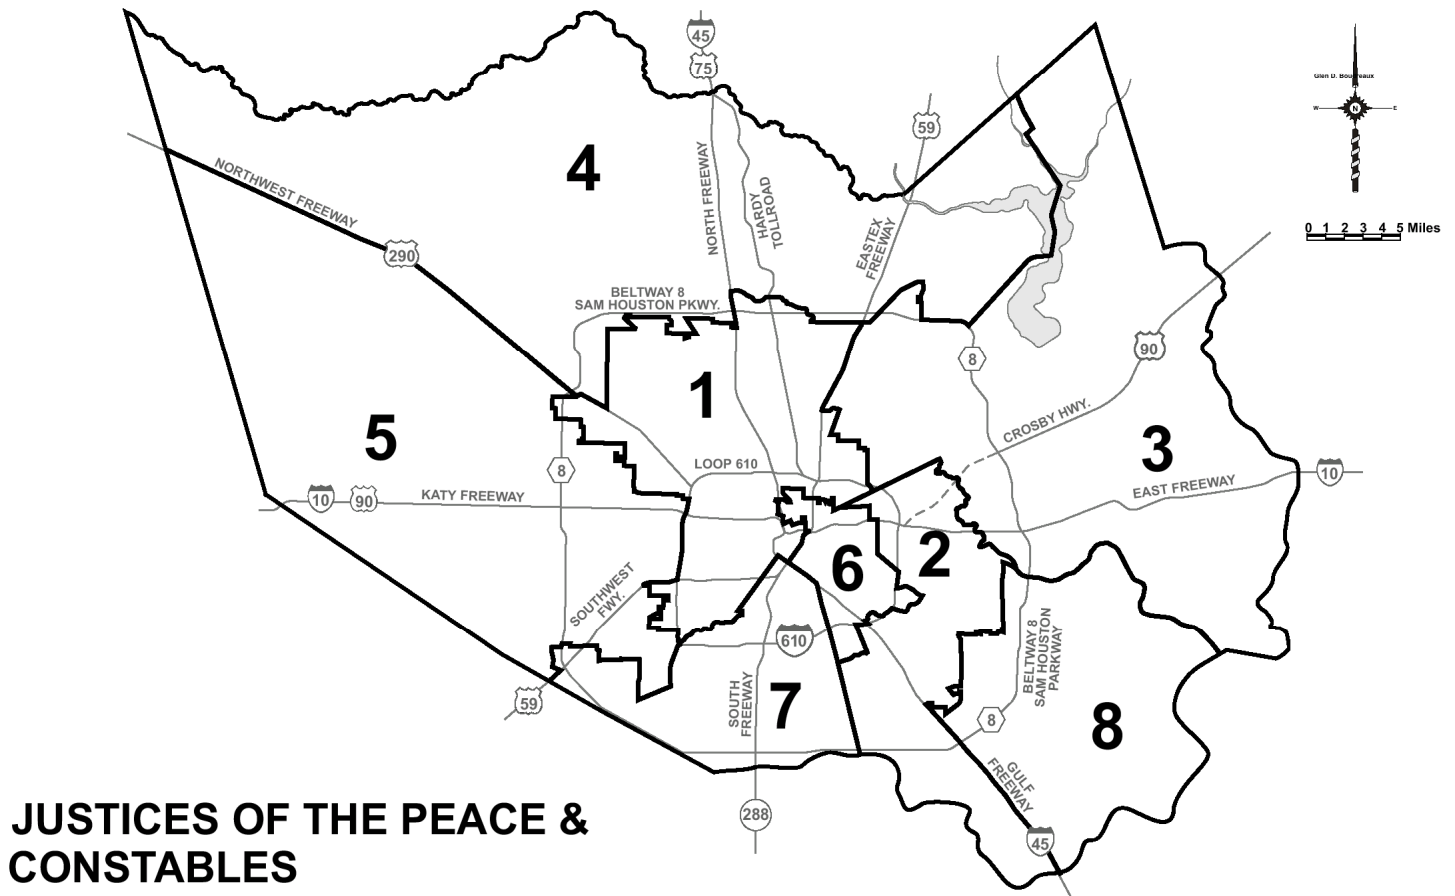 45
75
59
Glen D. Boudreaux
N
W
E
4
NORTHWEST FREEWAY
NORTH FREEWAY
HARDY
TOLLROAD
EASTEX
FREEWAY
0 1 2 3 4 5 Miles
290
BELTWAY 8
SAM HOUSTON PKWY.
8
90
1
5
CROSBY HWY.
3
8
LOOP 610
10
90
KATY FREEWAY
EAST FREEWAY
10
6
2
SOUTHWEST
FWY.
610
BELTWAY 8
SAM HOUSTON
PARKWAY
59
7
SOUTH
FREEWAY
8
8
GULF
FREEWAY
288
45
JUSTICES OF THE PEACE &
CONSTABLES